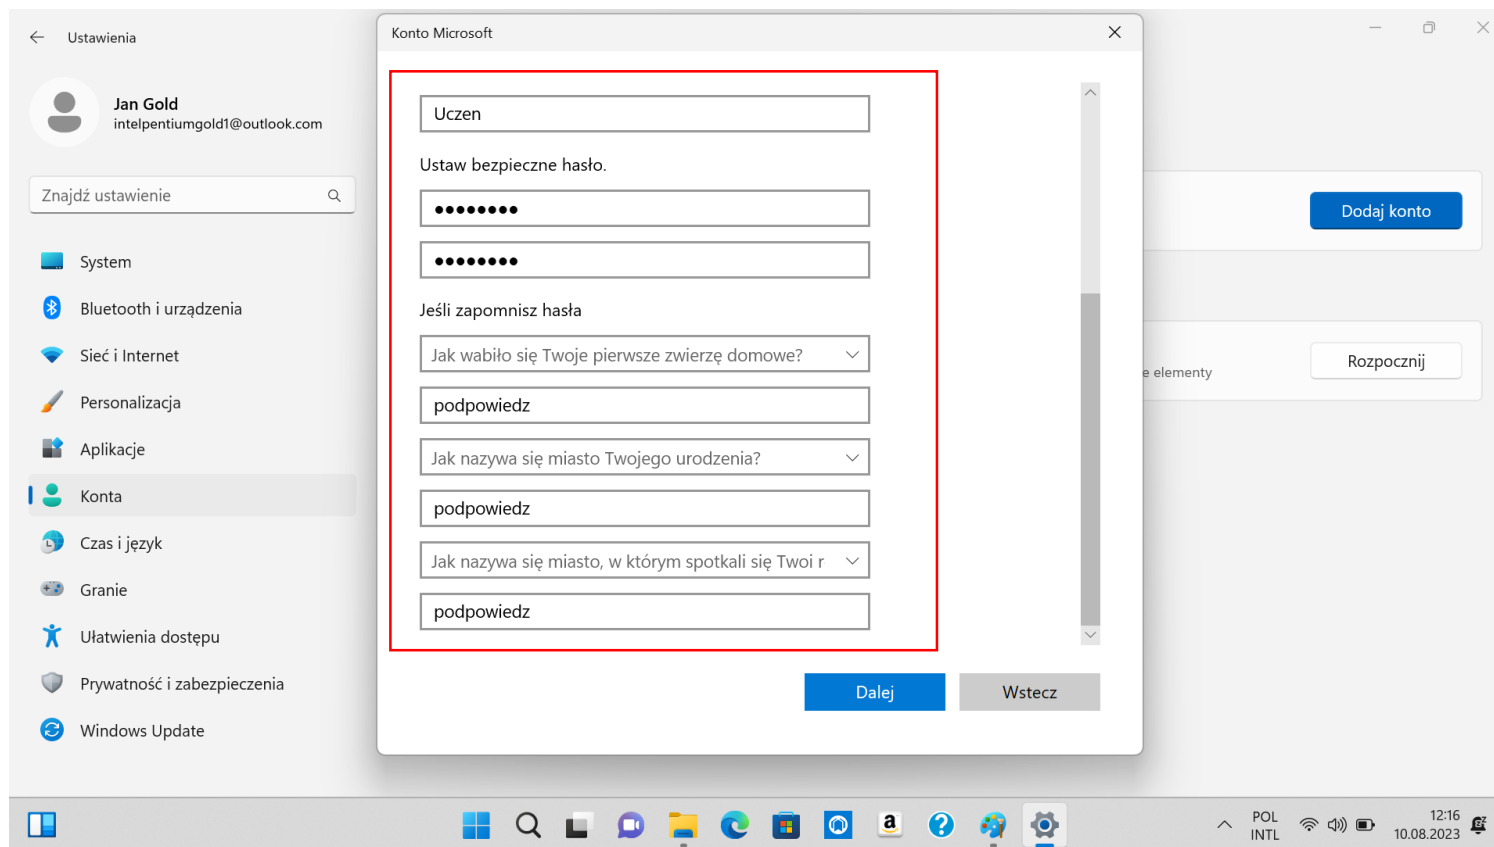 Ustawienia
Jan Gold
intelpentiumgold1@outlook.com
Znajdź ustawienie
System
Bluetooth i urządzenia
Sieć i Internet
Personalizacja
Aplikacje
Konta
Czas i język
Granie
Ułatwienia dostępu
Prywatność i zabezpieczenia
Windows Update
Konto Microsoft
Uczen
Ustaw bezpieczne hasło.
••••••••
••••••••
Jeśli zapomnisz hasła
Jak wabiło się Twoje pierwsze zwierzę domowe?
podpowiedz
Jak nazywa się miasto Twojego urodzenia?
podpowiedz
Jak nazywa się miasto, w którym spotkali się Twoi r
podpowiedz
Dalej
Wstecz
Dodaj konto
e elementy
Rozpocznij
a
?
POL
INTL
12:16
10.08.2023